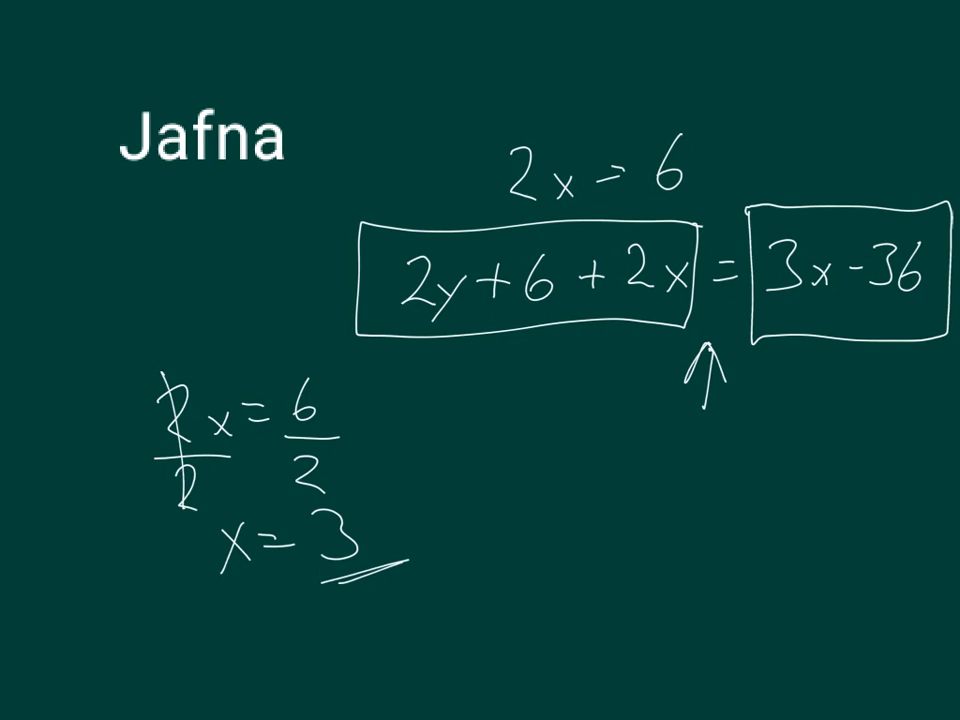 Jafna
2x = 6
2y + 6 + 2x = 3x - 36
2x = 6
2 2
x = 3